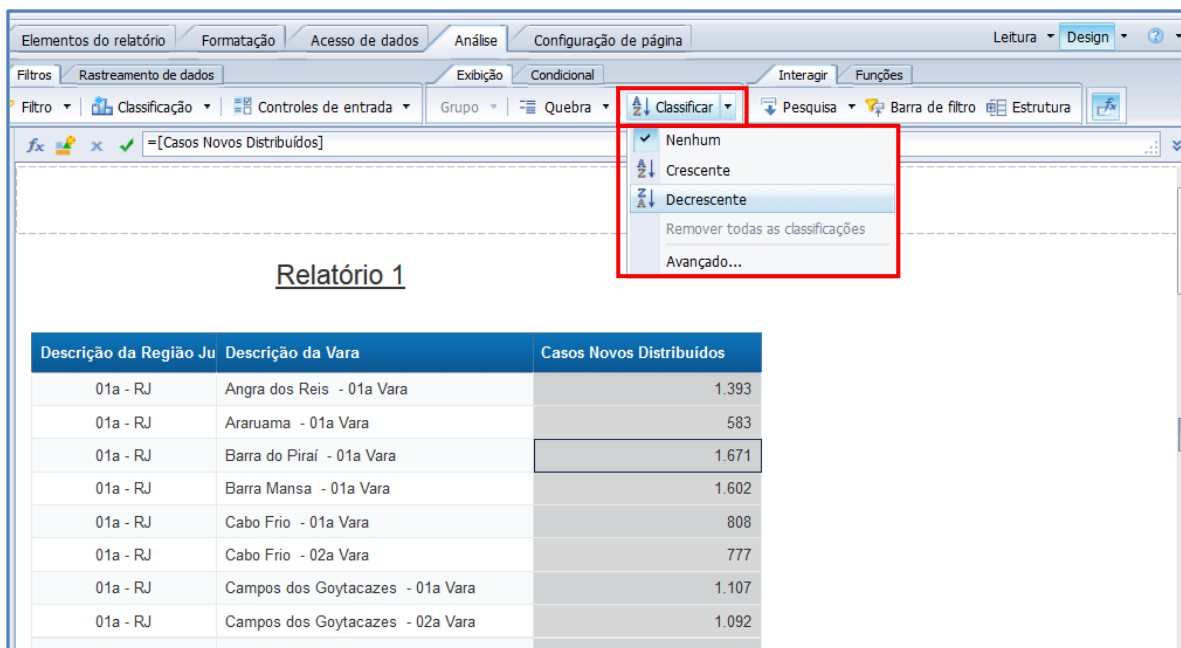 Elementos do relatório Formatação Acesso de dados Análise Configuração de página Leitura Design
Filtros Rastreamento de dados Exibição Condicional Interagir Funções
Filtro Classificação Controles de entrada Grupo Quebra Classificar Pesquisa Barra de filtro Estrutura
=[Casos Novos Distribuídos]
Nenhum
Crescente
Decrescente
Remover todas as classificações
Avançado...
Relatório 1
Descrição da Região Ju Descrição da Vara Casos Novos Distribuídos
01a - RJ Angra dos Reis - 01a Vara 1.393
01a - RJ Araruama - 01a Vara 583
01a - RJ Barra do Piraí - 01a Vara 1.671
01a - RJ Barra Mansa - 01a Vara 1.602
01a - RJ Cabo Frio - 01a Vara 808
01a - RJ Cabo Frio - 02a Vara 777
01a - RJ Campos dos Goytacazes - 01a Vara 1.107
01a - RJ Campos dos Goytacazes - 02a Vara 1.092